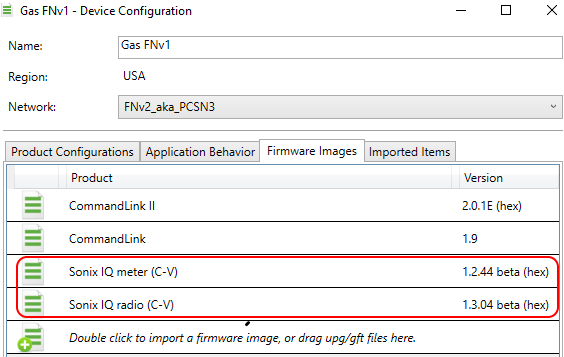 Gas FNv1 - Device Configuration
Name: Gas FNv1
Region: USA
Network: FNv2_aka_PCSN3
Product Configurations Application Behavior Firmware Images Imported Items
Product Version
CommandLink II 2.0.1E (hex)
CommandLink 1.9
Sonix IQ meter (C-V) 1.2.44 beta (hex)
Sonix IQ radio (C-V) 1.3.04 beta (hex)
Double click to import a firmware image, or drag upg/gft files here.